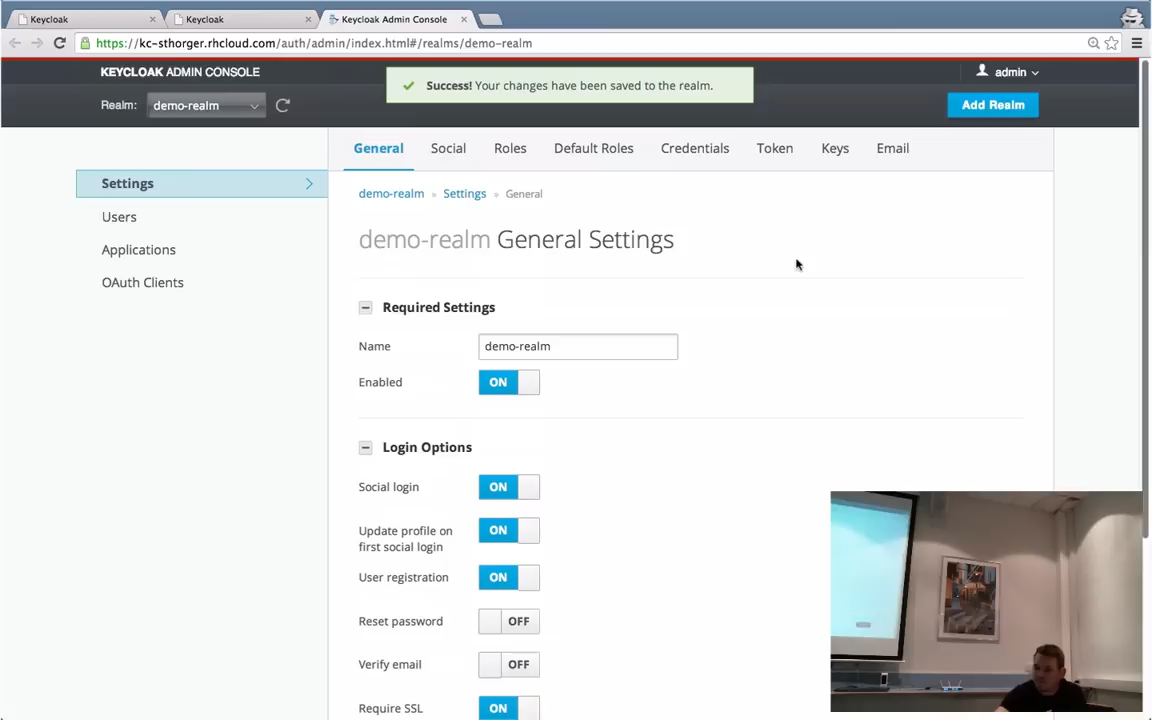 Keycloak
Keycloak
Keycloak Admin Console
https://kc-sthorger.rhcloud.com/auth/admin/index.html#/realms/demo-realm
KEYCLOAK ADMIN CONSOLE
Success! Your changes have been saved to the realm.
admin
Realm: demo-realm
Add Realm
General Social Roles Default Roles Credentials Token Keys Email
Settings
Users
Applications
OAuth Clients
demo-realm » Settings » General
demo-realm General Settings
Required Settings
Name demo-realm
Enabled ON
Login Options
Social login ON
Update profile on
first social login
ON
User registration ON
Reset password OFF
Verify email OFF
Require SSL ON